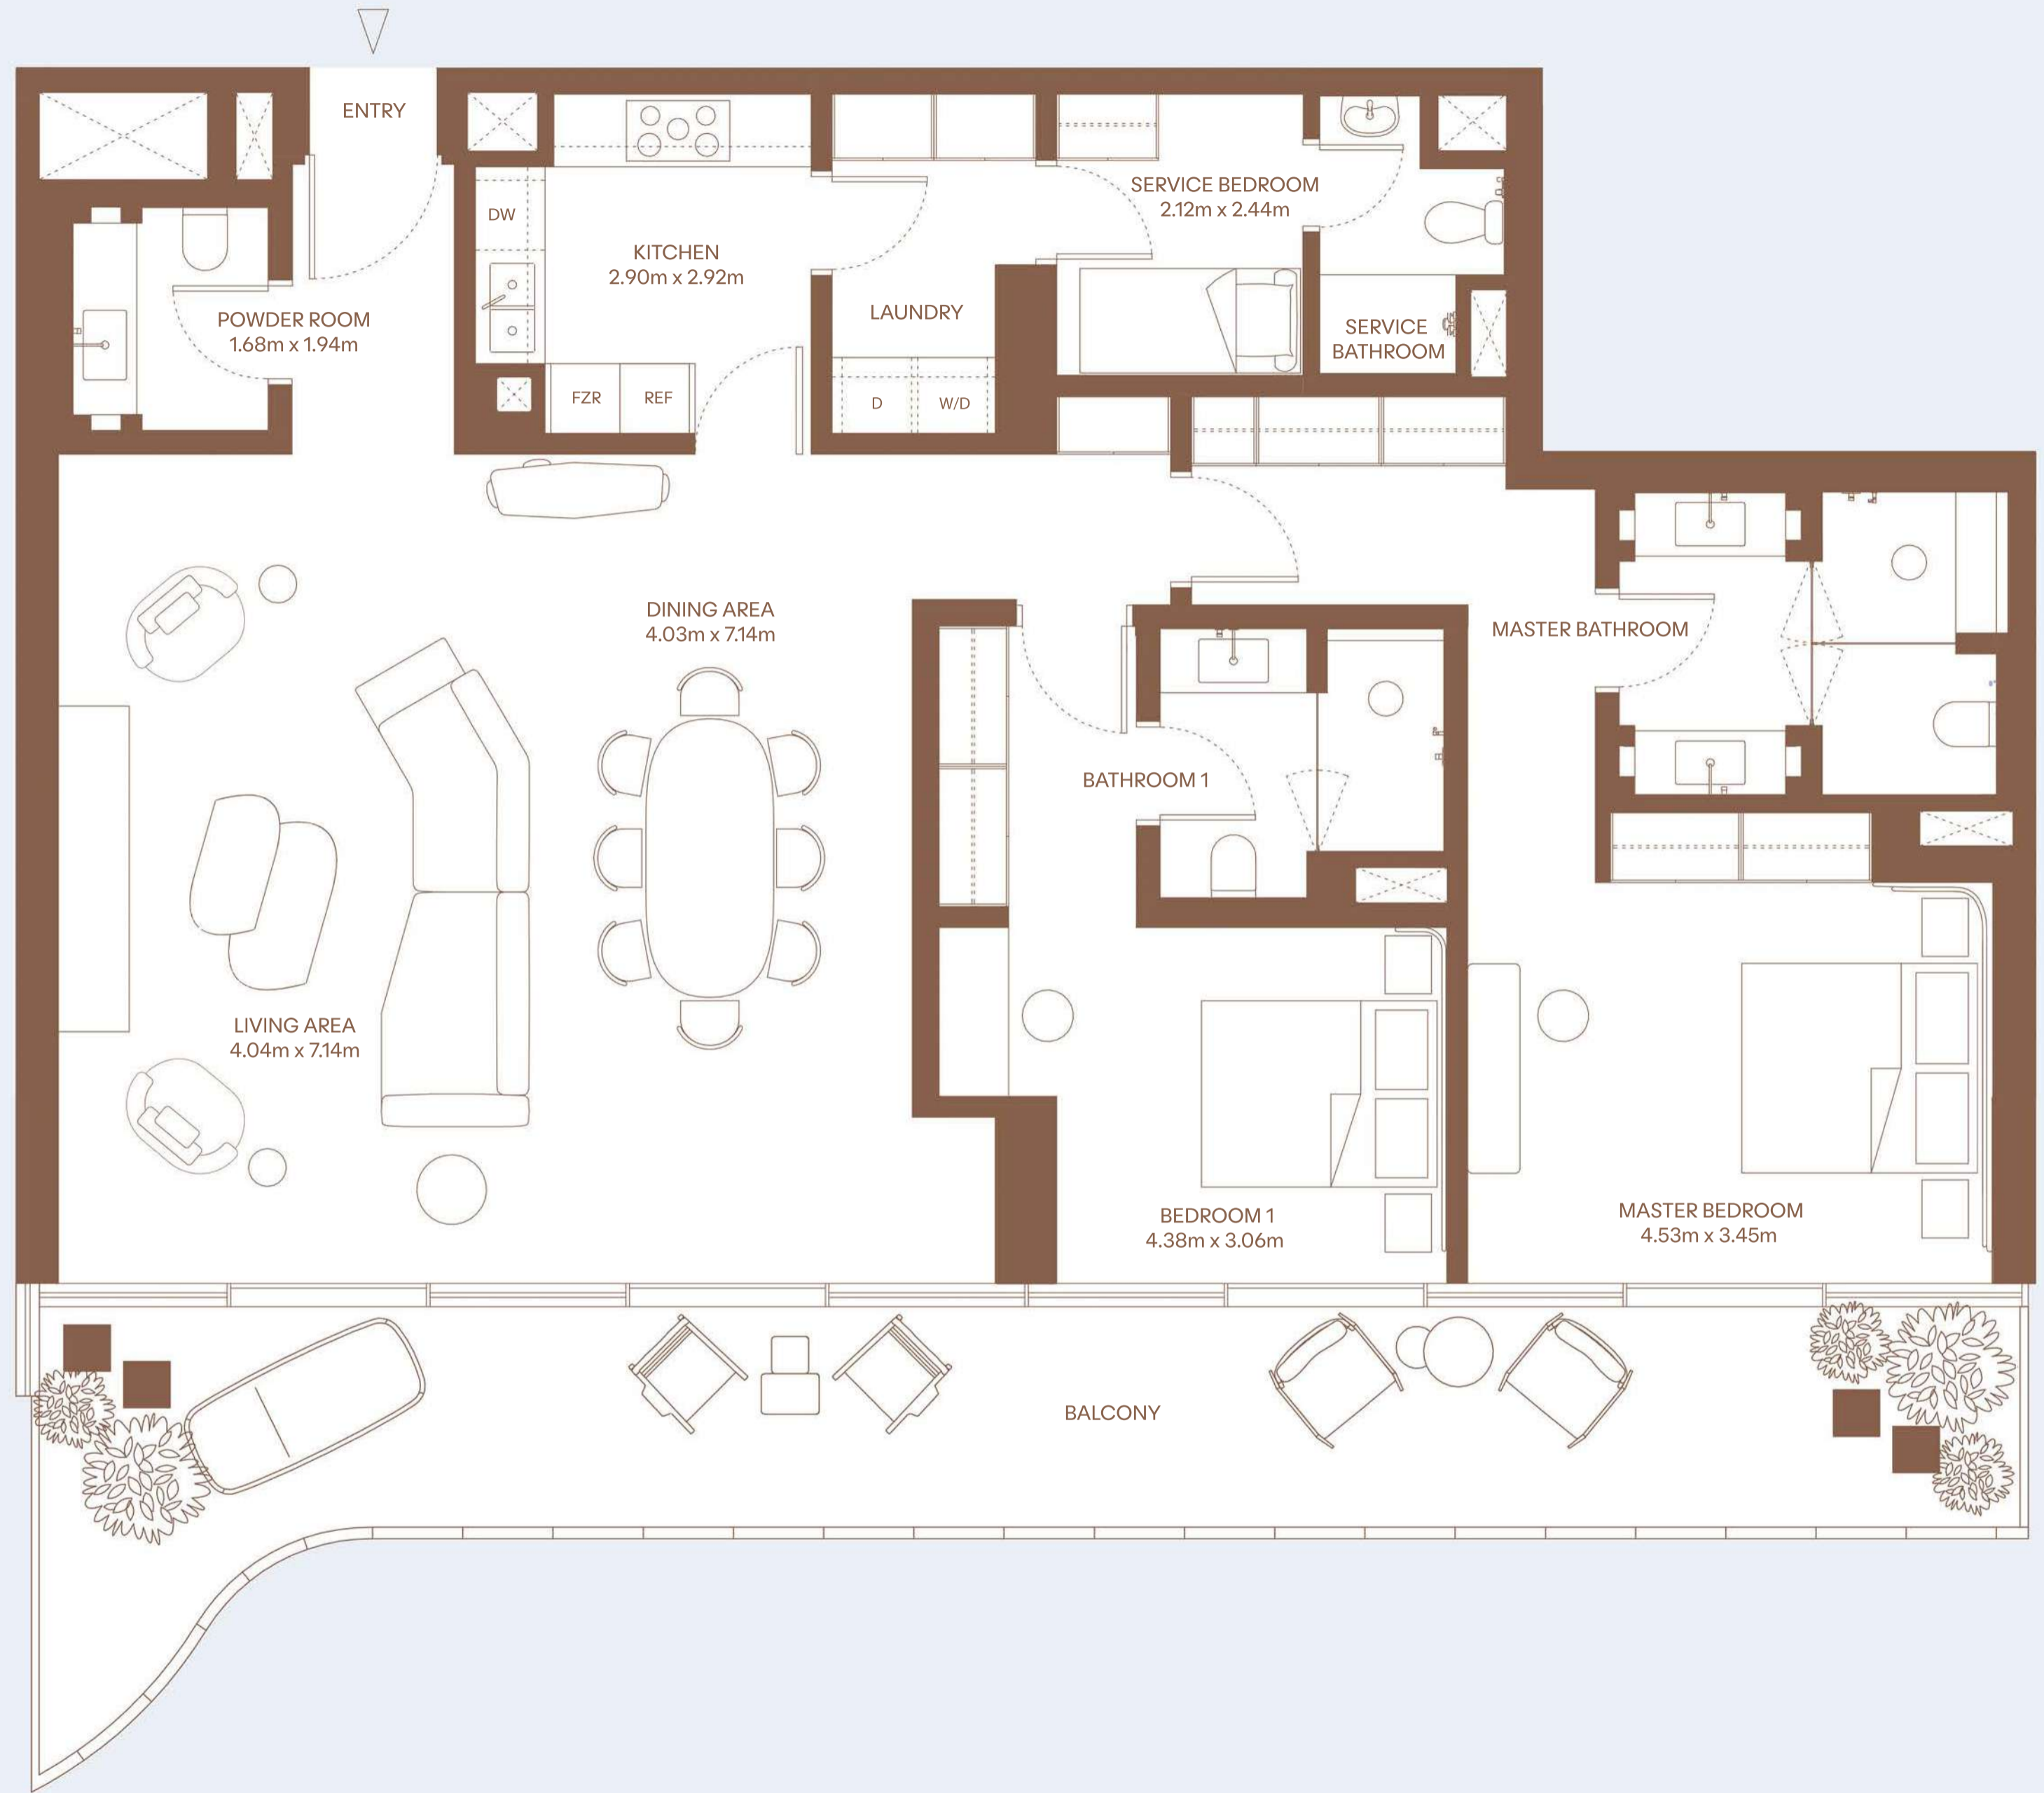 ENTRY
SERVICE BEDROOM
2.12m x 2.44m
DW
KITCHEN
2.90m x 2.92m
LAUNDRY
POWDER ROOM
1.68m x 1.94m
SERVICE
BATHROOM
FZR
REF
D
W/D
DINING AREA
4.03m x 7.14m
MASTER BATHROOM
BATHROOM 1
LIVING AREA
4.04m x 7.14m
BEDROOM 1
4.38m x 3.06m
MASTER BEDROOM
4.53m x 3.45m
BALCONY